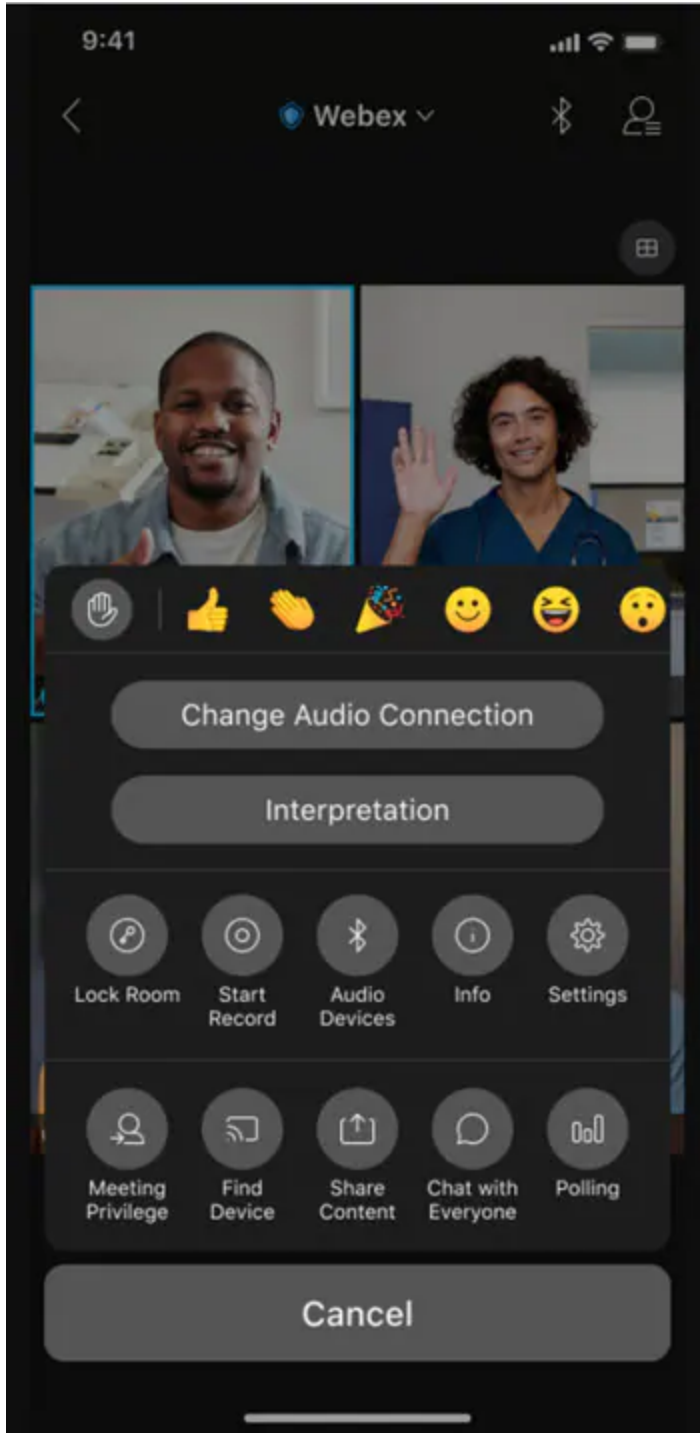 9:41
Webex
Change Audio Connection
Interpretation
Lock Room
Start
Record
Audio
Devices
Info
Settings
Meeting
Privilege
Find
Device
Share
Content
Chat with
Everyone
Polling
Cancel